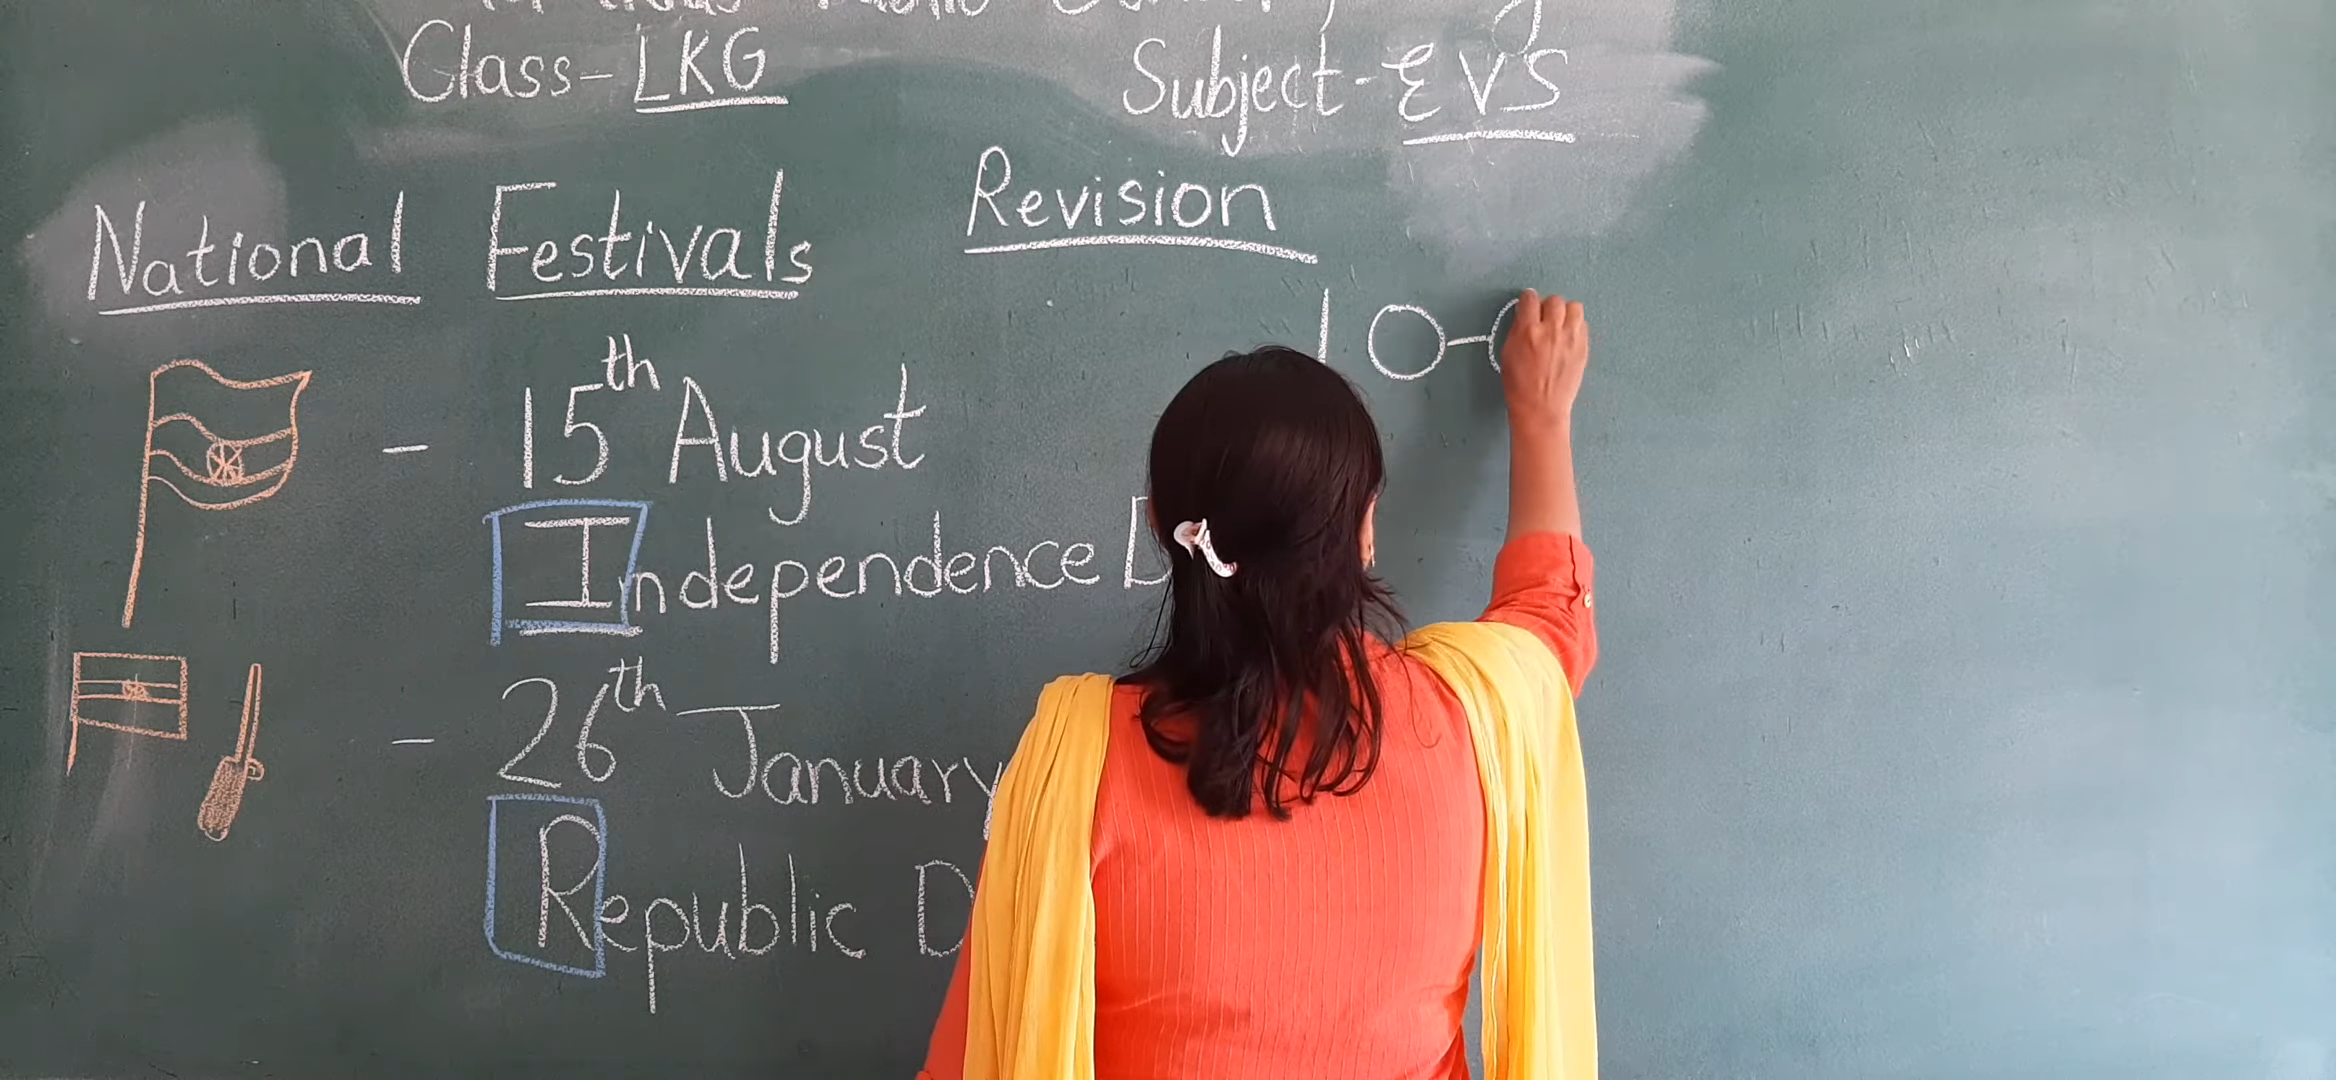 Class-LKG Subject-EVS
National Festivals Revision
- 15th August
Independence D
- 26th January
Republic D